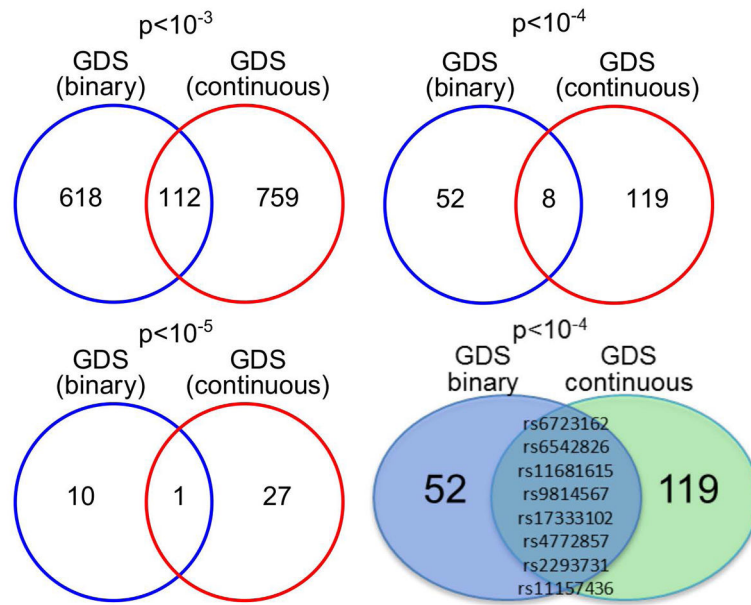 p<10⁻³
GDS (binary)
GDS (continuous)
618
112
759
p<10⁻⁴
GDS (binary)
GDS (continuous)
52
8
119
p<10⁻⁵
GDS (binary)
GDS (continuous)
10
1
27
p<10⁻⁴
GDS binary
GDS continuous
52
rs6723162
rs6542826
rs11681615
rs9814567
rs17333102
rs4772857
rs2293731
rs11157436
119